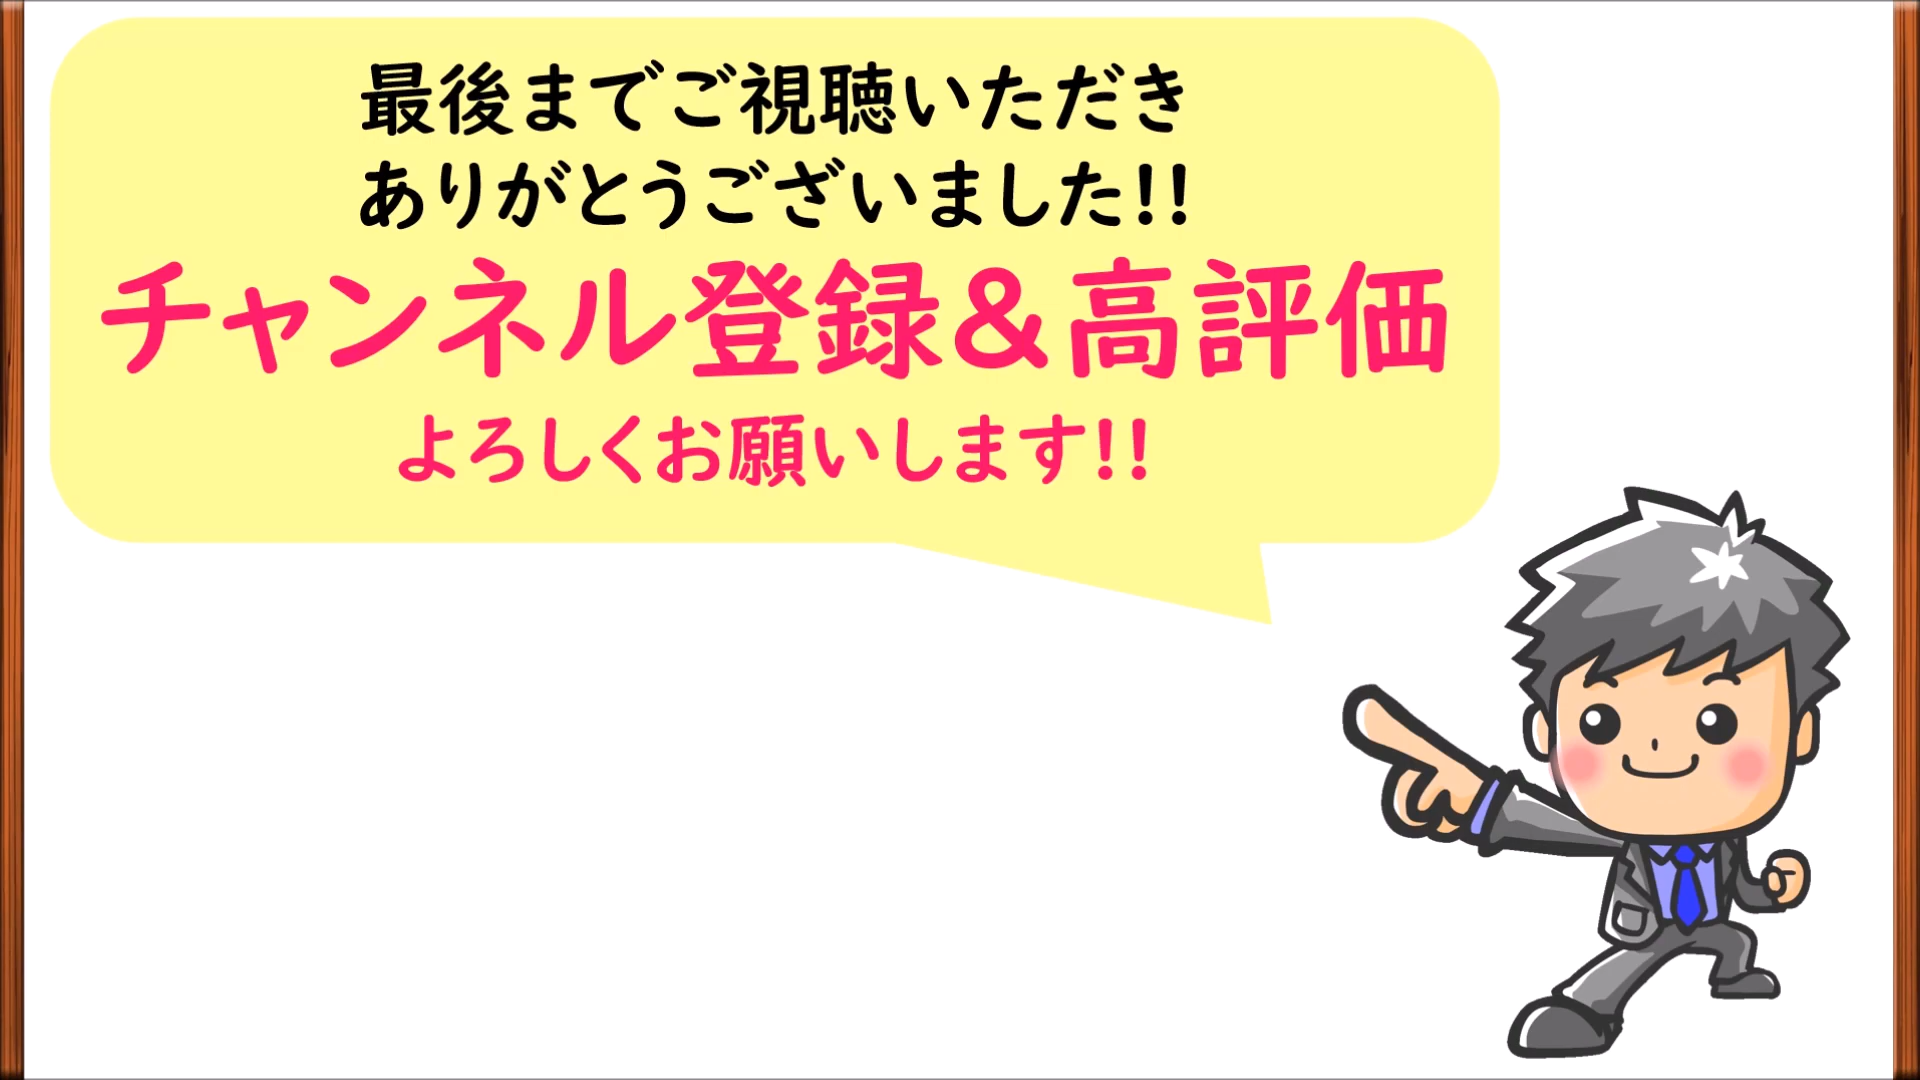 最後までご視聴いただき
ありがとうございました!!
チャンネル登録&高評価
よろしくお願いします!!